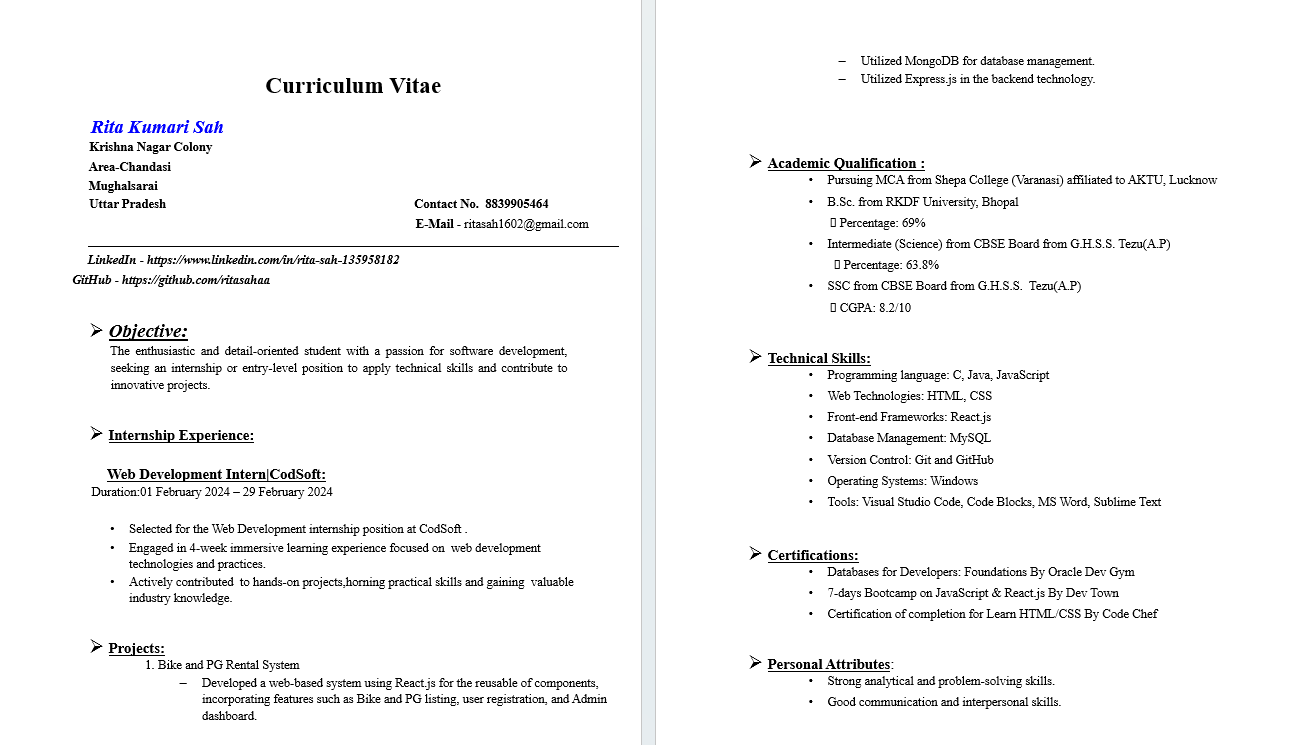 Curriculum Vitae
Rita Kumari Sah
Krishna Nagar Colony
Area-Chandasi
Mughalsarai
Uttar Pradesh Contact No. 8839905464
E-Mail - ritasah1602@gmail.com
LinkedIn - https://www.linkedin.com/in/rita-sah-135958182
GitHub - https://github.com/ritasahaa
➢ Objective:
The enthusiastic and detail-oriented student with a passion for software development,
seeking an internship or entry-level position to apply technical skills and contribute to
innovative projects.
➢ Internship Experience:
Web Development Intern|CodSoft:
Duration:01 February 2024 – 29 February 2024
• Selected for the Web Development internship position at CodSoft .
• Engaged in 4-week immersive learning experience focused on web development
technologies and practices.
• Actively contributed to hands-on projects,horning practical skills and gaining valuable
industry knowledge.
➢ Projects:
1. Bike and PG Rental System
– Developed a web-based system using React.js for the reusable of components,
incorporating features such as Bike and PG listing, user registration, and Admin
dashboard.
– Utilized MongoDB for database management.
– Utilized Express.js in the backend technology.
➢ Academic Qualification :
• Pursuing MCA from Shepa College (Varanasi) affiliated to AKTU, Lucknow
• B.Sc. from RKDF University, Bhopal
▯ Percentage: 69%
• Intermediate (Science) from CBSE Board from G.H.S.S. Tezu(A.P)
▯ Percentage: 63.8%
• SSC from CBSE Board from G.H.S.S. Tezu(A.P)
▯ CGPA: 8.2/10
➢ Technical Skills:
• Programming language: C, Java, JavaScript
• Web Technologies: HTML, CSS
• Front-end Frameworks: React.js
• Database Management: MySQL
• Version Control: Git and GitHub
• Operating Systems: Windows
• Tools: Visual Studio Code, Code Blocks, MS Word, Sublime Text
➢ Certifications:
• Databases for Developers: Foundations By Oracle Dev Gym
• 7-days Bootcamp on JavaScript & React.js By Dev Town
• Certification of completion for Learn HTML/CSS By Code Chef
➢ Personal Attributes:
• Strong analytical and problem-solving skills.
• Good communication and interpersonal skills.